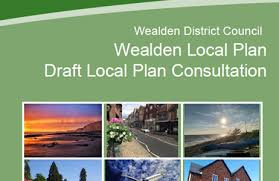 Wealden District Council
Wealden Local Plan
Draft Local Plan Consultation